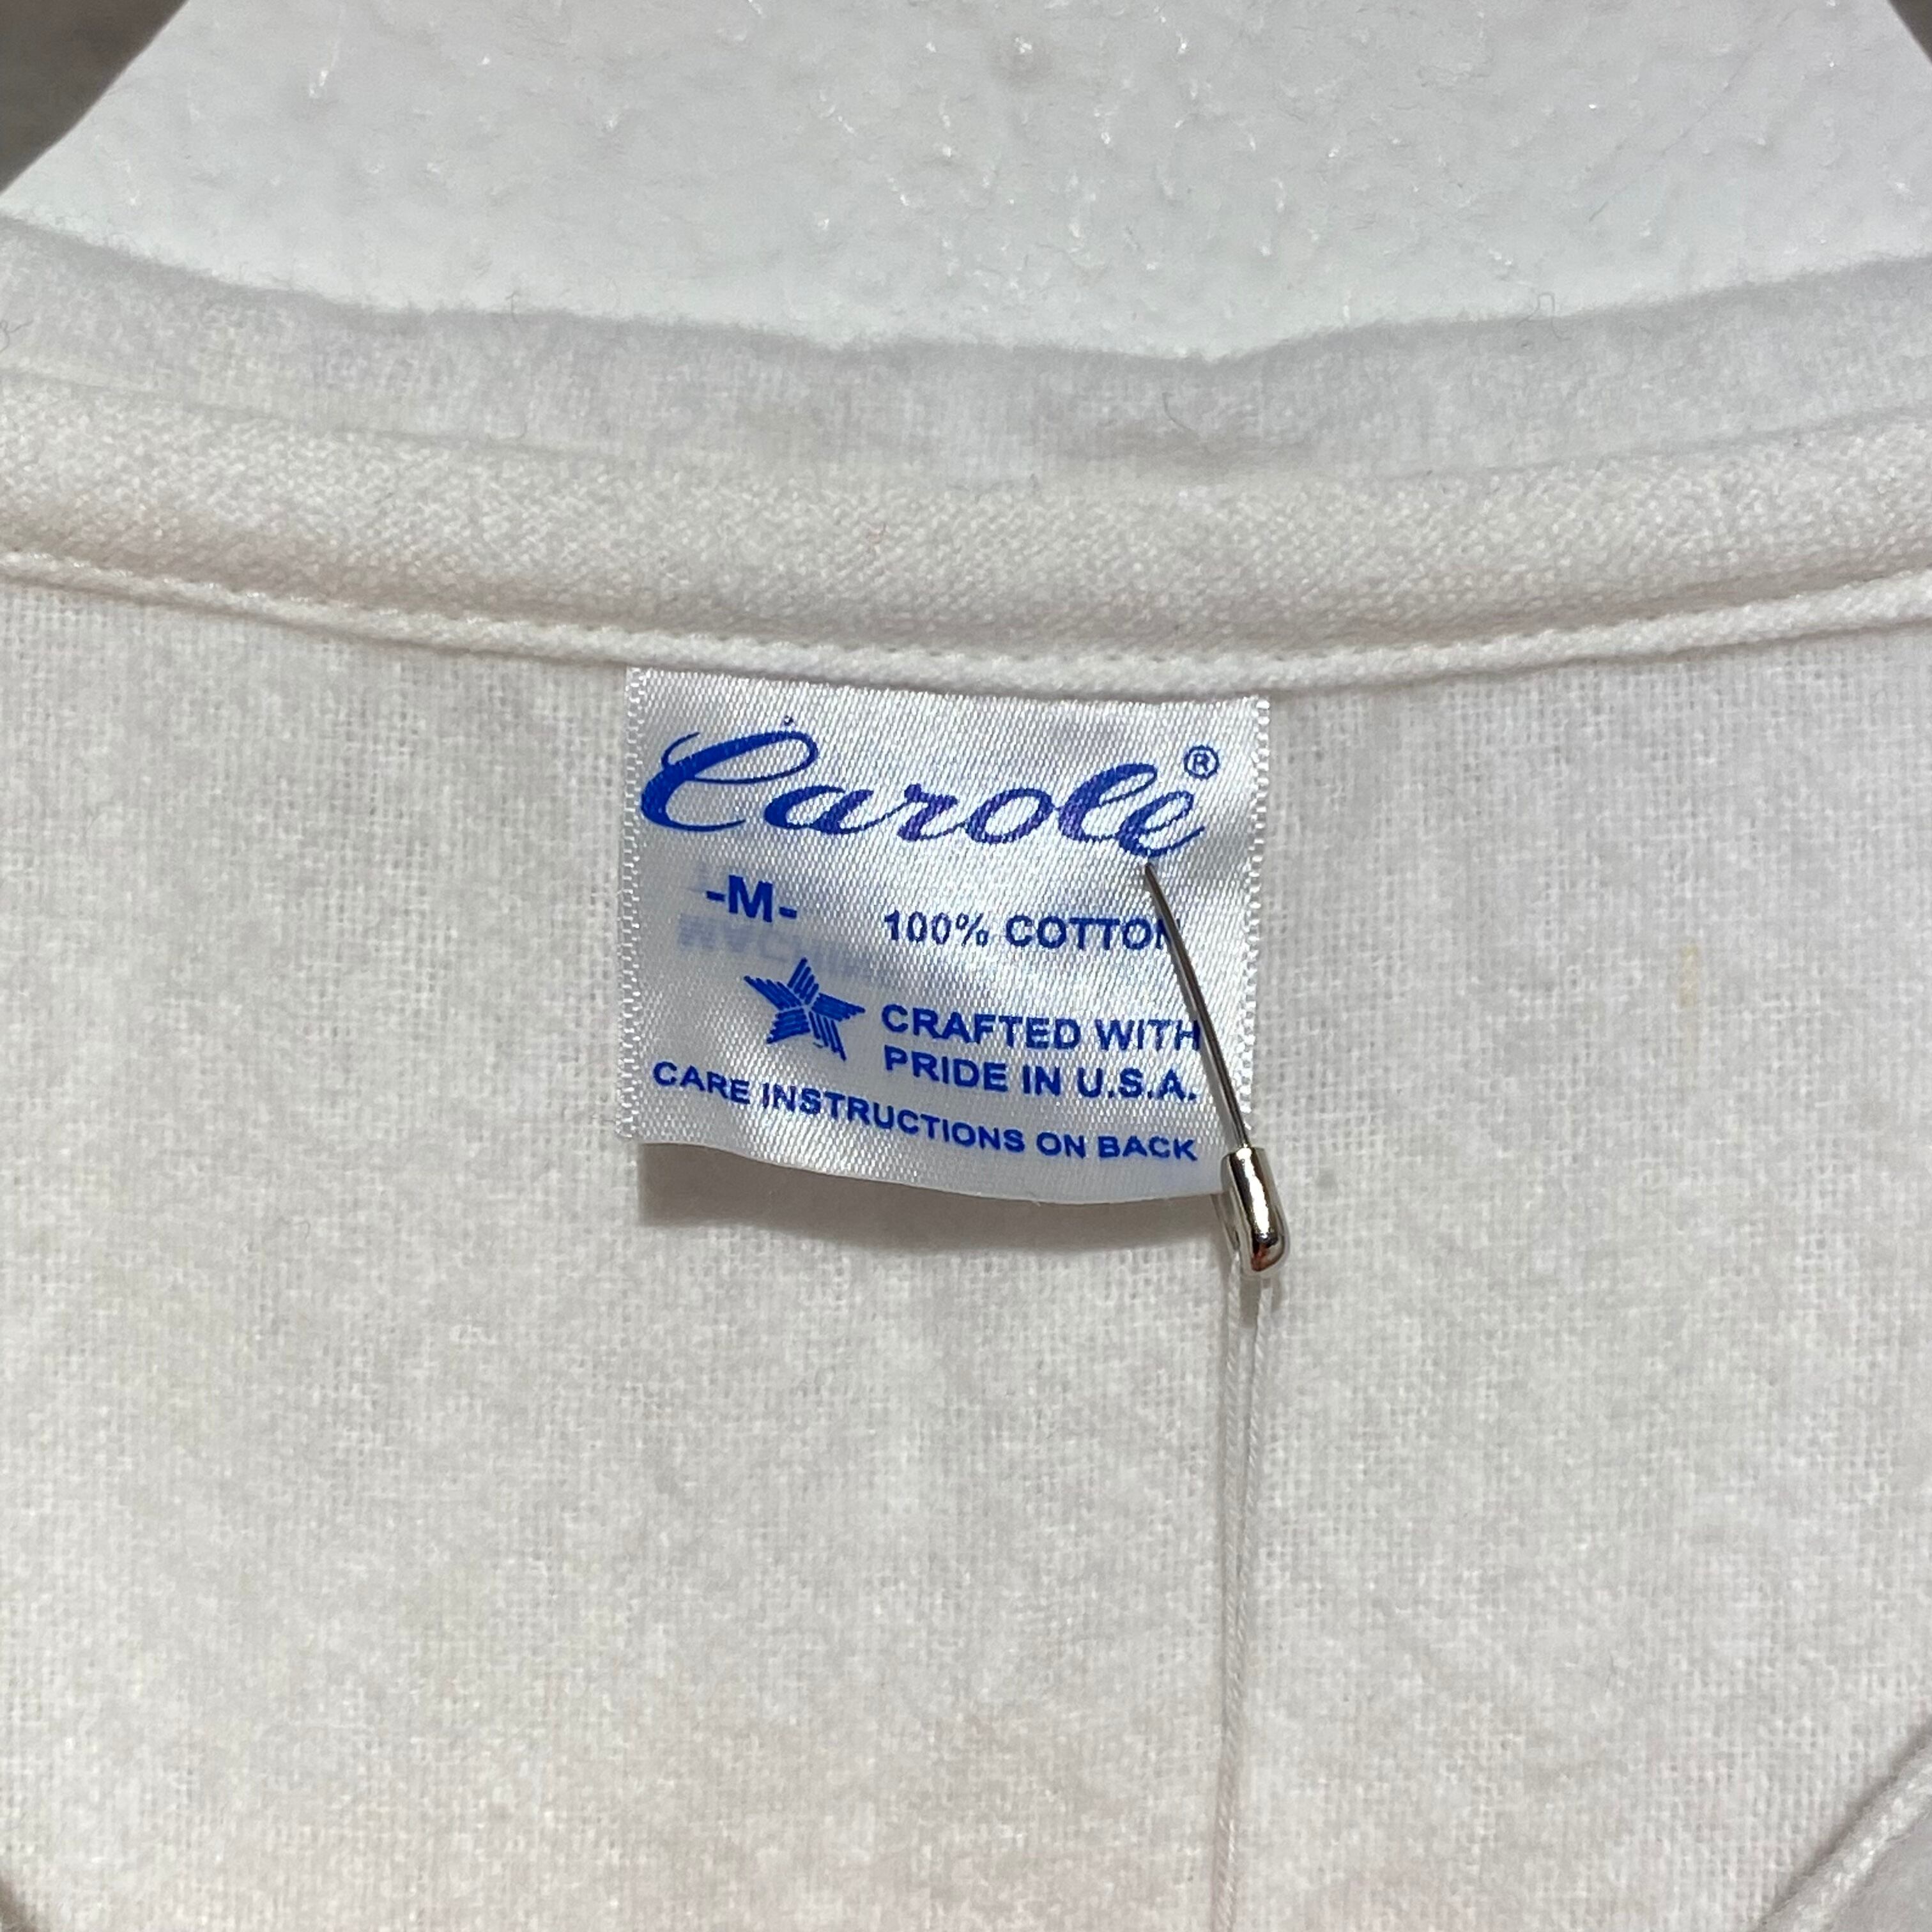 Carole®
-M-
100% COTTON
CRAFTED WITH
PRIDE IN U.S.A.
CARE INSTRUCTIONS ON BACK